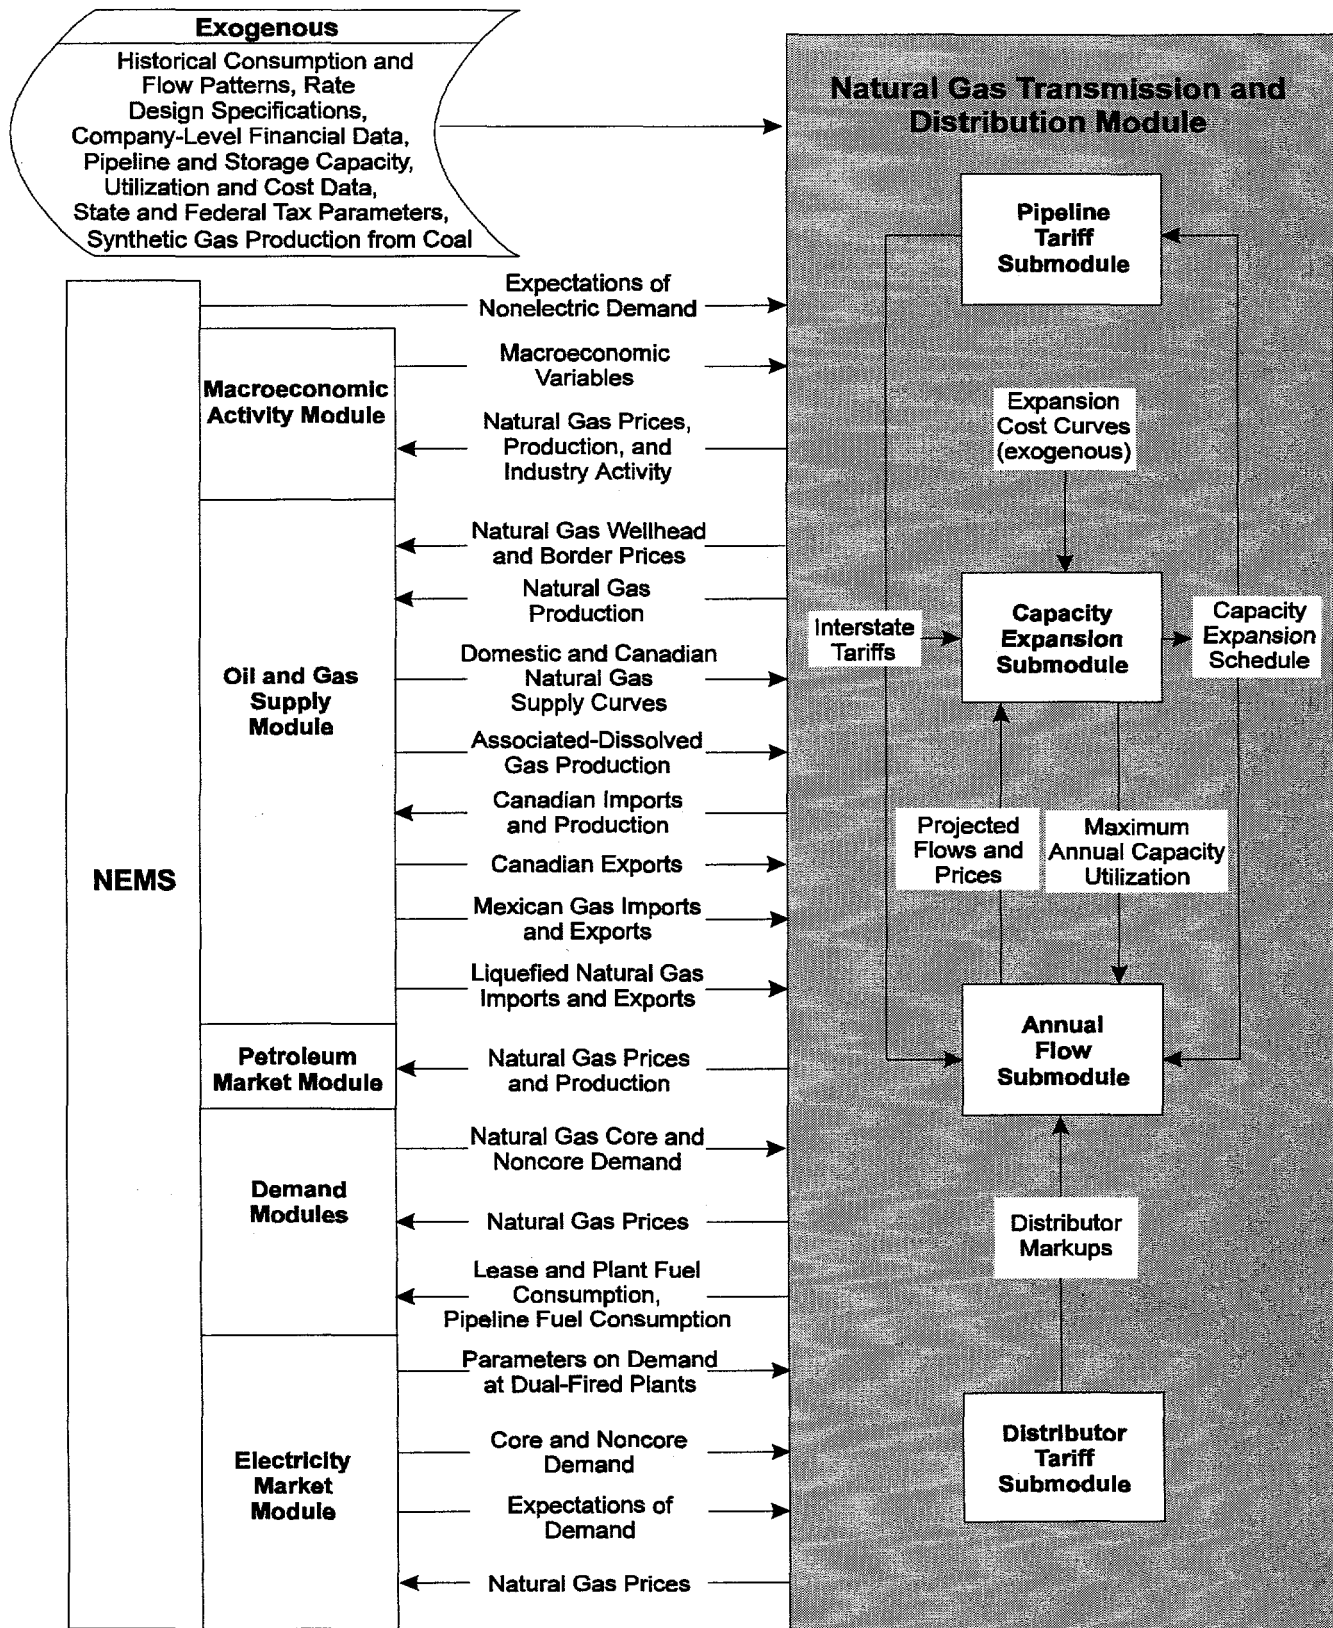 Exogenous
Historical Consumption and
Flow Patterns, Rate
Design Specifications,
Company-Level Financial Data,
Pipeline and Storage Capacity,
Utilization and Cost Data,
State and Federal Tax Parameters,
Synthetic Gas Production from Coal
NEMS
Macroeconomic
Activity Module
Oil and Gas
Supply
Module
Petroleum
Market Module
Demand
Modules
Electricity
Market
Module
Expectations of
Nonelectric Demand
Macroeconomic
Variables
Natural Gas Prices,
Production, and
Industry Activity
Natural Gas Wellhead
and Border Prices
Natural Gas
Production
Domestic and Canadian
Natural Gas
Supply Curves
Associated-Dissolved
Gas Production
Canadian Imports
and Production
Canadian Exports
Mexican Gas Imports
and Exports
Liquefied Natural Gas
Imports and Exports
Natural Gas Prices
and Production
Natural Gas Core and
Noncore Demand
Natural Gas Prices
Lease and Plant Fuel
Consumption,
Pipeline Fuel Consumption
Parameters on Demand
at Dual-Fired Plants
Core and Noncore
Demand
Expectations of
Demand
Natural Gas Prices
Natural Gas Transmission and
Distribution Module
Pipeline
Tariff
Submodule
Expansion
Cost Curves
(exogenous)
Interstate
Tariffs
Capacity
Expansion
Submodule
Capacity
Expansion
Schedule
Projected
Flows and
Prices
Maximum
Annual Capacity
Utilization
Annual
Flow
Submodule
Distributor
Markups
Distributor
Tariff
Submodule